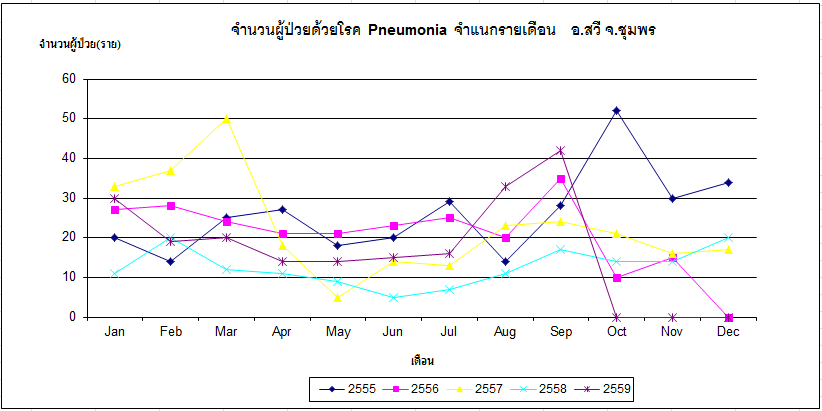 จำนวนผู้ป่วยด้วยโรค Pneumonia จำแนกรายเดือน อ.สวี จ.ชุมพร
จำนวนผู้ป่วย(ราย)
60
50
40
30
20
10
0
Jan Feb Mar Apr May Jun Jul Aug Sep Oct Nov Dec
เดือน
2555 2556 2557 2558 2559